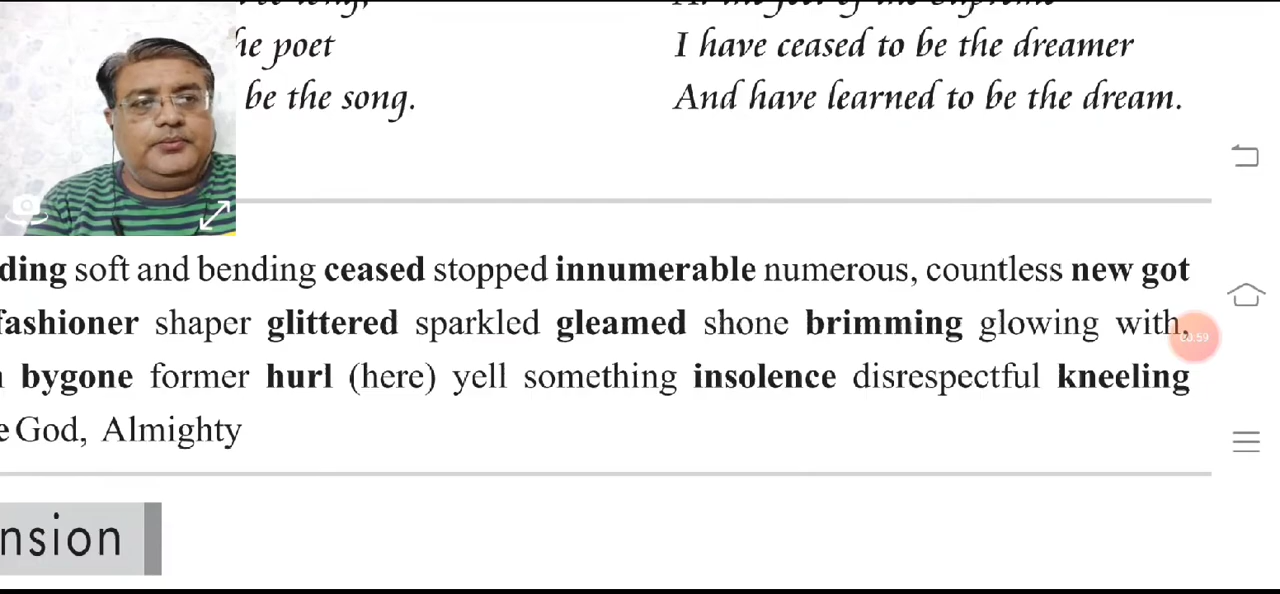 he poet
be the song.
I have ceased to be the dreamer
And have learned to be the dream.
ding soft and bending ceased stopped innumerable numerous, countless new got
fashioner shaper glittered sparkled gleamed shone brimming glowing with,
bygone former hurl (here) yell something insolence disrespectful kneeling
e God, Almighty
nsion